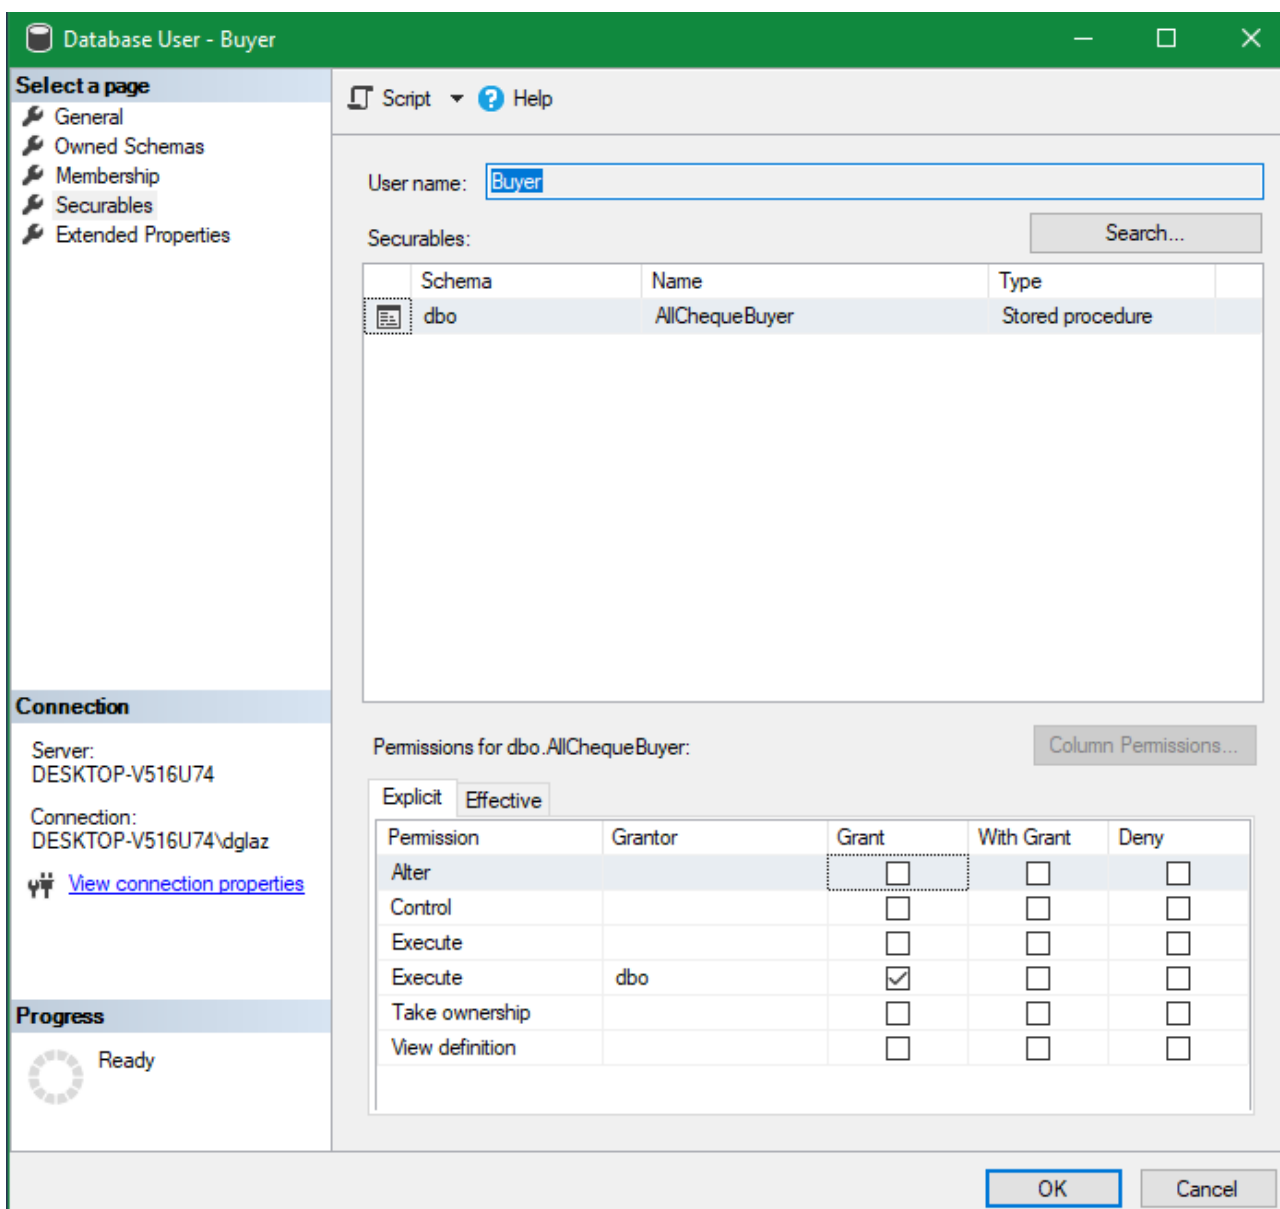 Database User - Buyer
Select a page
General
Owned Schemas
Membership
Securables
Extended Properties
Script
Help
User name: Buyer
Securables:
Search...
Schema Name Type
dbo AllChequeBuyer Stored procedure
Connection
Server:
DESKTOP-V516U74
Connection:
DESKTOP-V516U74\dglaz
View connection properties
Progress
Ready
Permissions for dbo.AllChequeBuyer:
Column Permissions...
Explicit Effective
Permission Grantor Grant With Grant Deny
Alter
Control
Execute
Execute dbo
Take ownership
View definition
OK Cancel